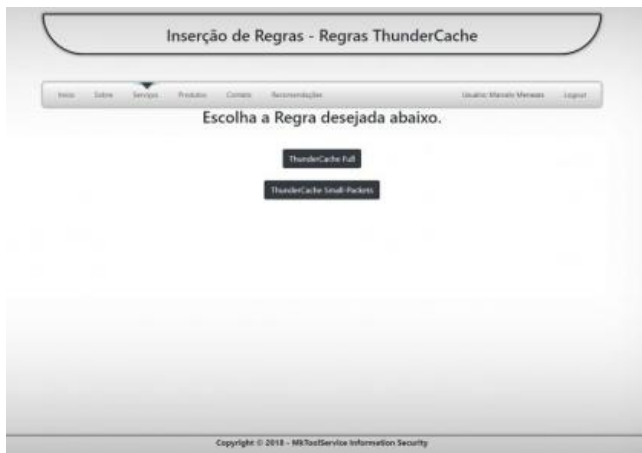 Inserção de Regras - Regras ThunderCache
Início Sobre Serviços Produtos Contato Recomendações Usuário: Marcelo Menezes Logout
Escolha a Regra desejada abaixo.
ThunderCache Full
ThunderCache Small-Packets
Copyright © 2018 - MkToolService Information Security